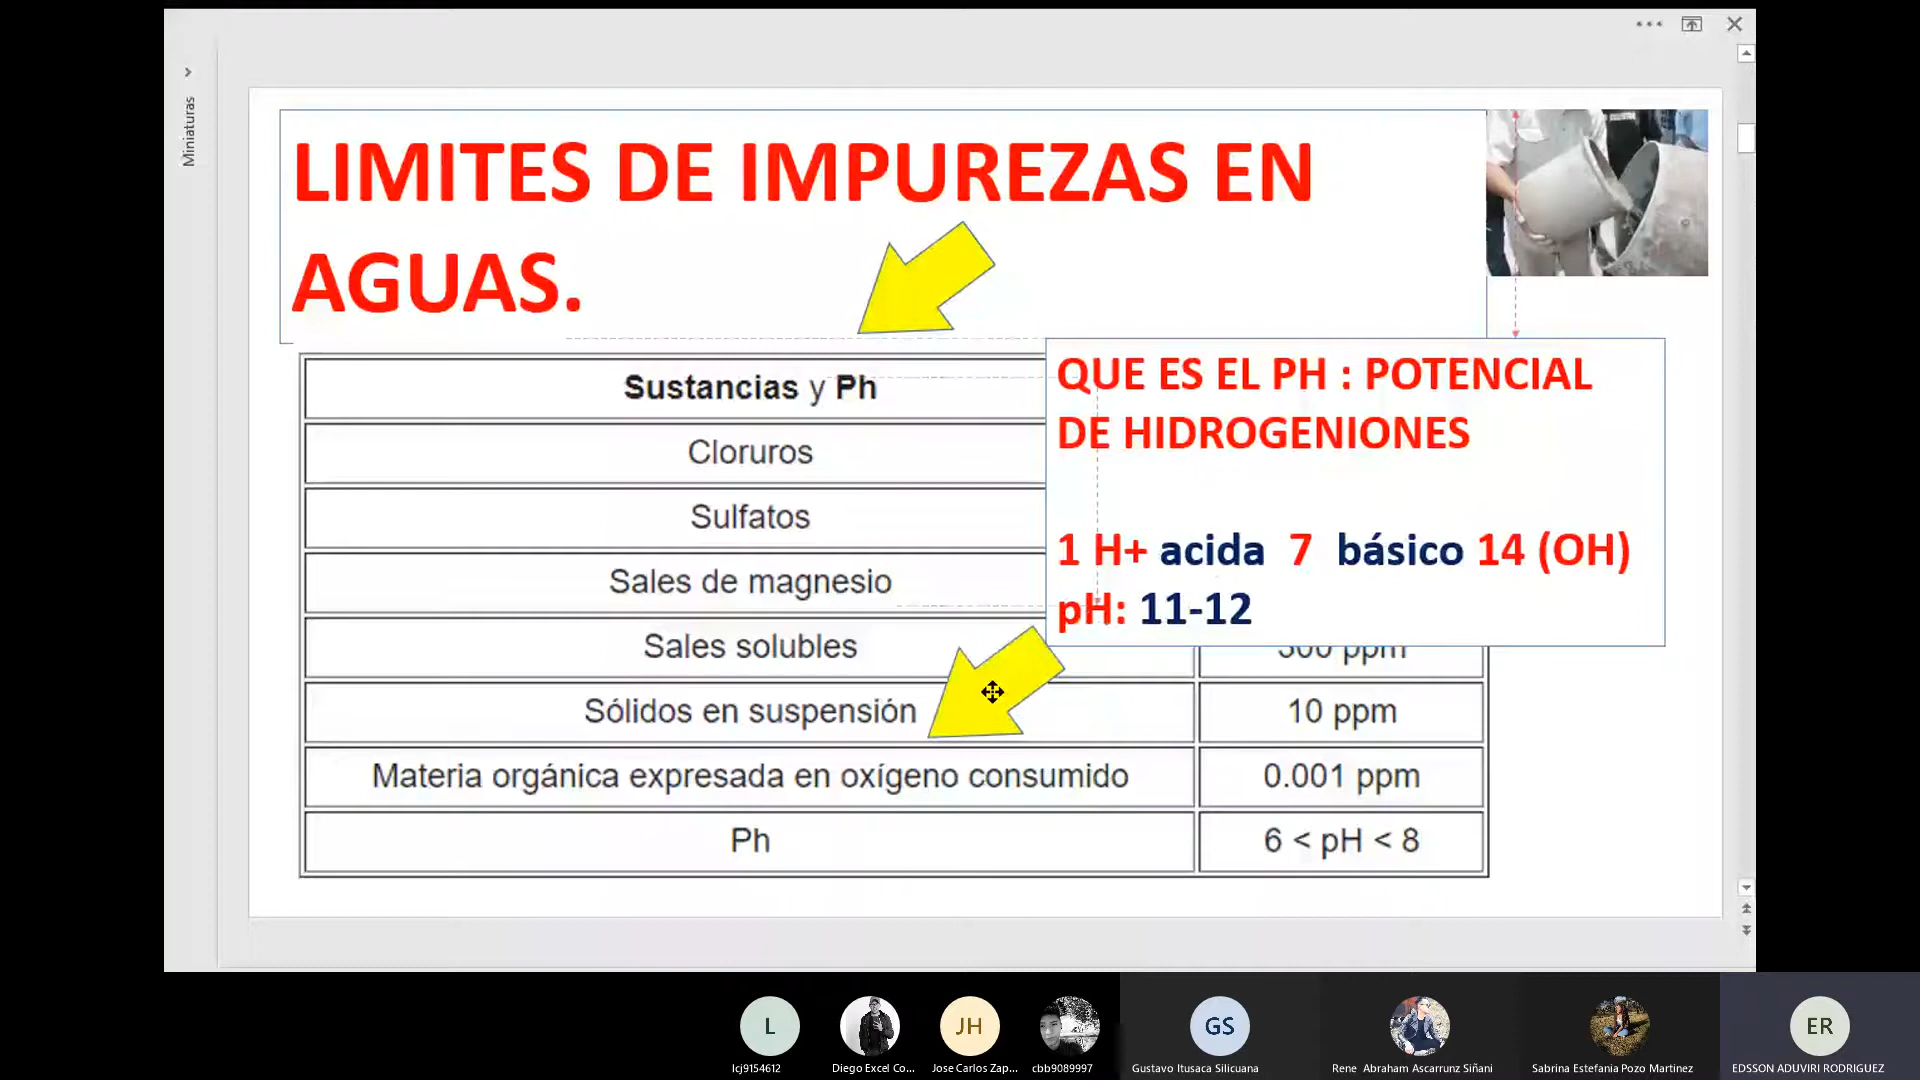 Miniaturas
LIMITES DE IMPUREZAS EN
AGUAS.
Sustancias y Ph
Cloruros
Sulfatos
Sales de magnesio
Sales solubles
300 ppm
Sólidos en suspensión
10 ppm
Materia orgánica expresada en oxígeno consumido
0.001 ppm
Ph
6 < pH < 8
QUE ES EL PH : POTENCIAL
DE HIDROGENIONES
1 H+ acida 7 básico 14 (OH)
pH: 11-12
L
JH
GS
ER
lcj9154612
Diego Excel Co...
Jose Carlos Zap...
cbb9089997
Gustavo Itusaca Silicuana
Rene Abraham Ascarrunz Siñani
Sabrina Estefania Pozo Martinez
EDSSON ADUVIRI RODRIGUEZ